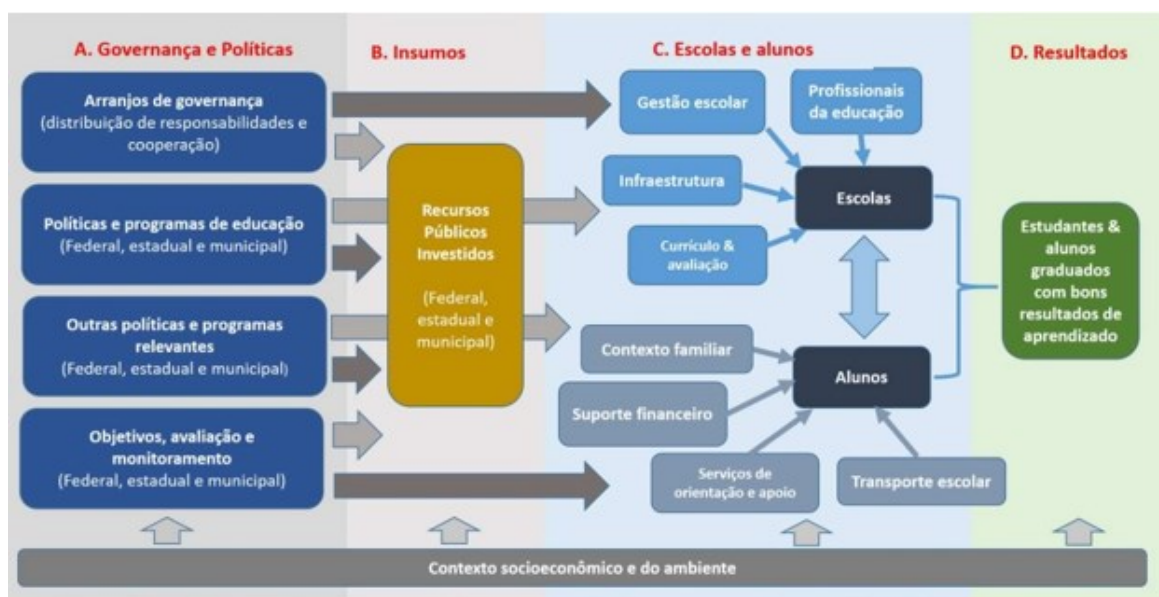 A. Governança e Políticas
Arranjos de governança
(distribuição de responsabilidades e
cooperação)
Políticas e programas de educação
(Federal, estadual e municipal)
Outras políticas e programas
relevantes
(Federal, estadual e municipal)
Objetivos, avaliação e
monitoramento
(Federal, estadual e municipal)
B. Insumos
Recursos
Públicos
Investidos
(Federal,
estadual e
municipal)
C. Escolas e alunos
Gestão escolar
Profissionais
da educação
Infraestrutura
Escolas
Currículo &
avaliação
Contexto familiar
Alunos
Suporte financeiro
Serviços de
orientação e apoio
Transporte escolar
D. Resultados
Estudantes &
alunos
graduados
com bons
resultados de
aprendizado
Contexto socioeconômico e do ambiente